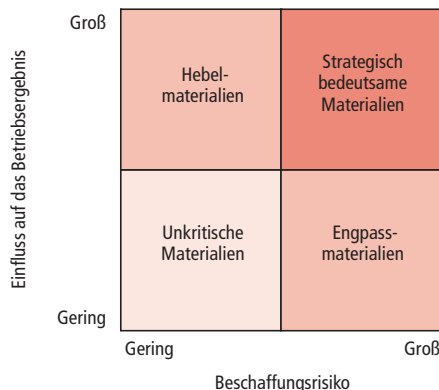 Groß
Hebel-
materialien
Strategisch
bedeutsame
Materialien
Einfluss auf das Betriebsergebnis
Unkritische
Materialien
Engpass-
materialien
Gering
Gering
Groß
Beschaffungsrisiko